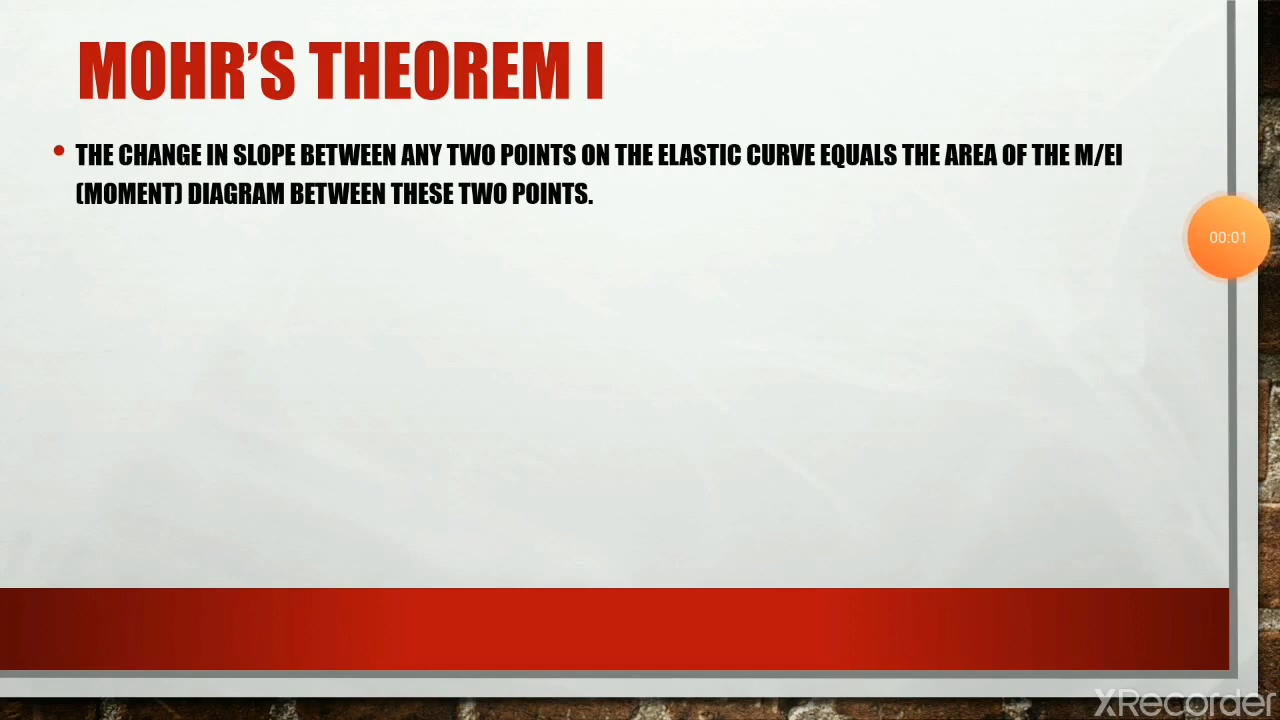 MOHR’S THEOREM I
• THE CHANGE IN SLOPE BETWEEN ANY TWO POINTS ON THE ELASTIC CURVE EQUALS THE AREA OF THE M/EI
(MOMENT) DIAGRAM BETWEEN THESE TWO POINTS.
00:01
XRecorder